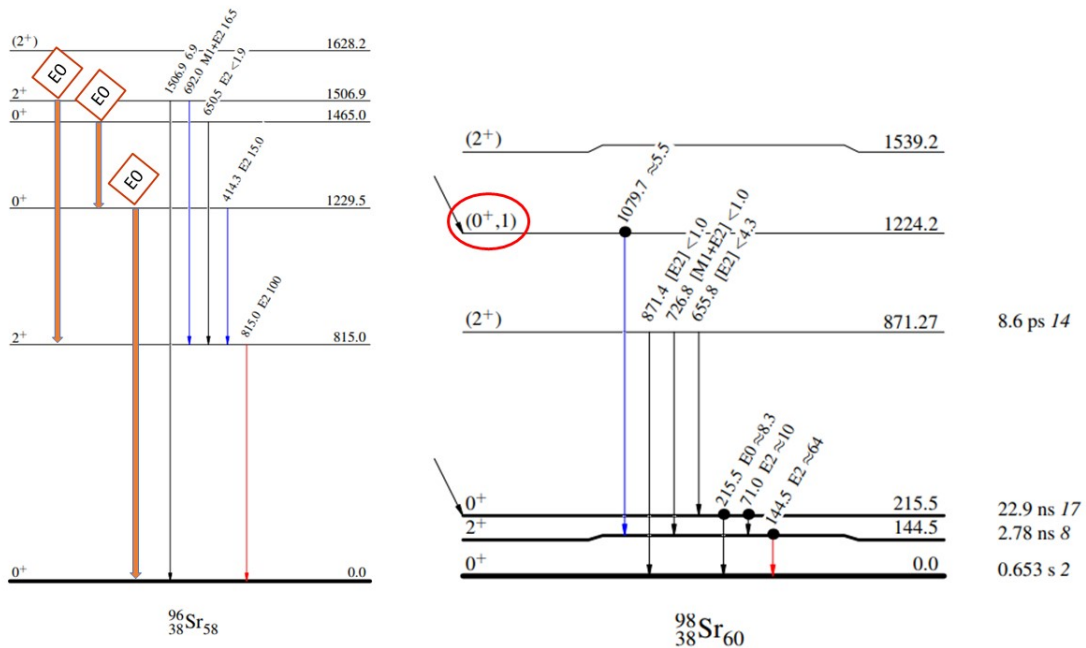 (2⁺) 1628.2
E0
2⁺ 1506.9
E0
0⁺ 1465.0
1506.9 6.9
692.0 M1+E2 16.5
650.5 E2 <1.9
E0
414.3 E2 15.0
0⁺ 1229.5
815.0 E2 100
2⁺ 815.0
0⁺ 0.0
⁹⁶₃₈Sr₅₈
(2⁺) 1539.2
1079.7 ≈5.5
(0⁺,1) 1224.2
871.4 [E2] <1.0
726.8 [M1+E2] <1.0
655.8 [E2] <4.3
(2⁺) 871.27 8.6 ps 14
215.5 E0 ≈8.3
71.0 E2 ≈10
144.5 E2 ≈64
0⁺ 215.5 22.9 ns 17
2⁺ 144.5 2.78 ns 8
0⁺ 0.0 0.653 s 2
⁹⁸₃₈Sr₆₀